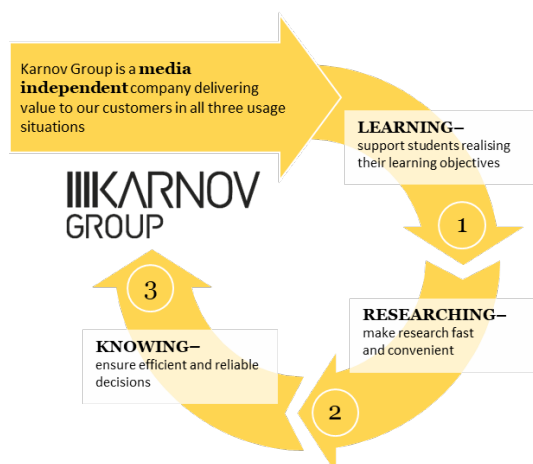 Karnov Group is a media
independent company delivering
value to our customers in all three usage
situations
LEARNING–
support students realising
their learning objectives
KARNOV
GROUP
1
3
RESEARCHING–
make research fast
and convenient
KNOWING–
ensure efficient and reliable
decisions
2